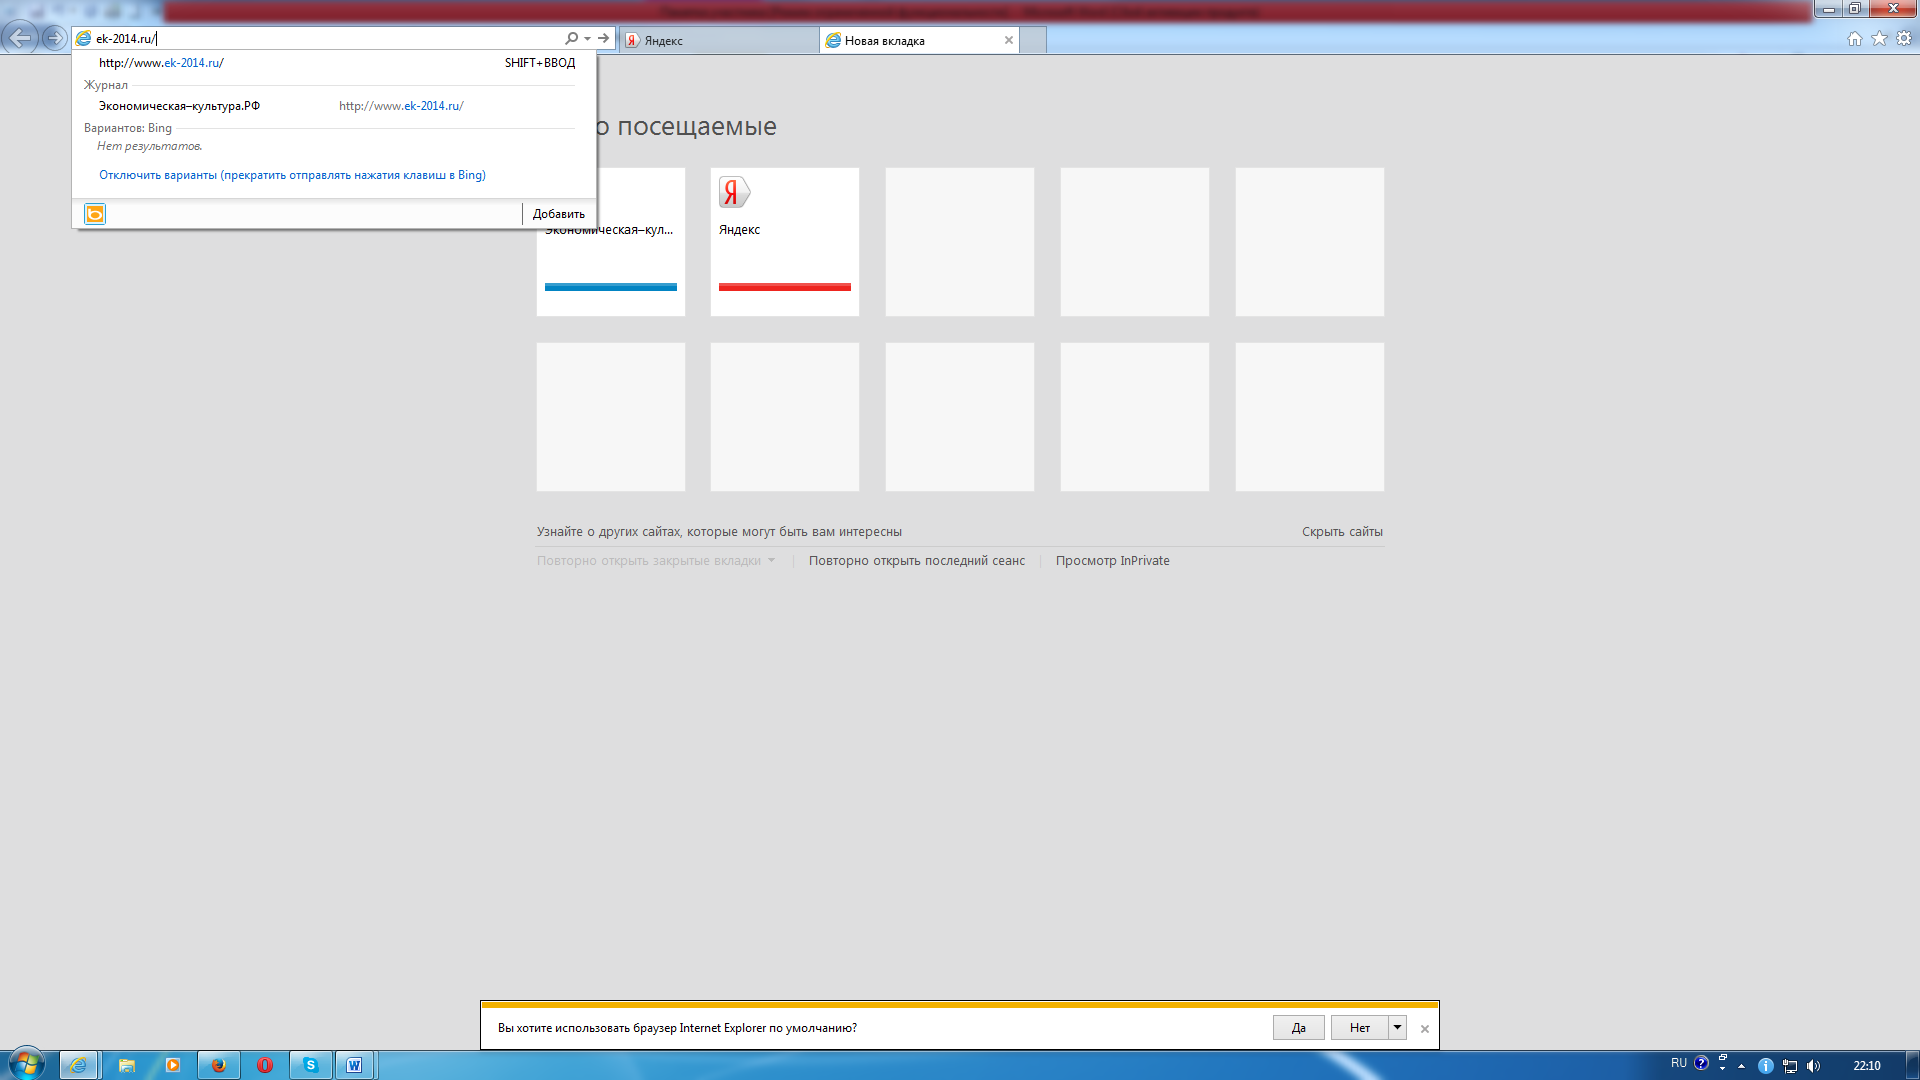 ek-2014.ru/
Яндекс
Новая вкладка
http://www.ek-2014.ru/ SHIFT+ВВОД
Журнал
Экономическая–культура.РФ http://www.ek-2014.ru/
Вариантов: Bing
Нет результатов.
Отключить варианты (прекратить отправлять нажатия клавиш в Bing)
Добавить
о посещаемые
Экономическая–кул...
Яндекс
Узнайте о других сайтах, которые могут быть вам интересны
Скрыть сайты
Повторно открыть закрытые вкладки
Повторно открыть последний сеанс
Просмотр InPrivate
Вы хотите использовать браузер Internet Explorer по умолчанию?
Да
Нет
RU
22:10